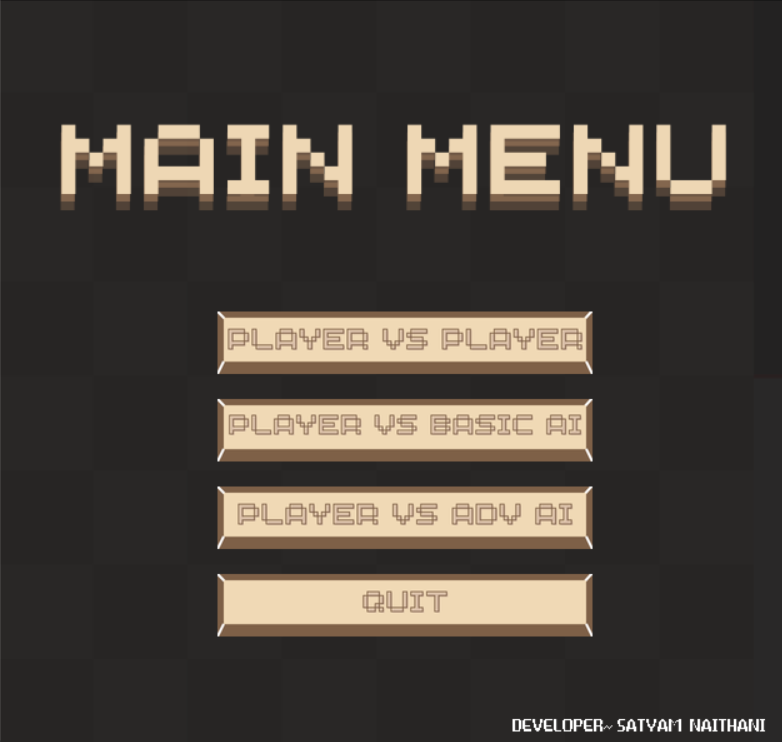 MAIN MENU
PLAYER VS PLAYER
PLAYER VS BASIC AI
PLAYER VS ADV AI
QUIT
DEVELOPER~ SATYAM NAITHANI